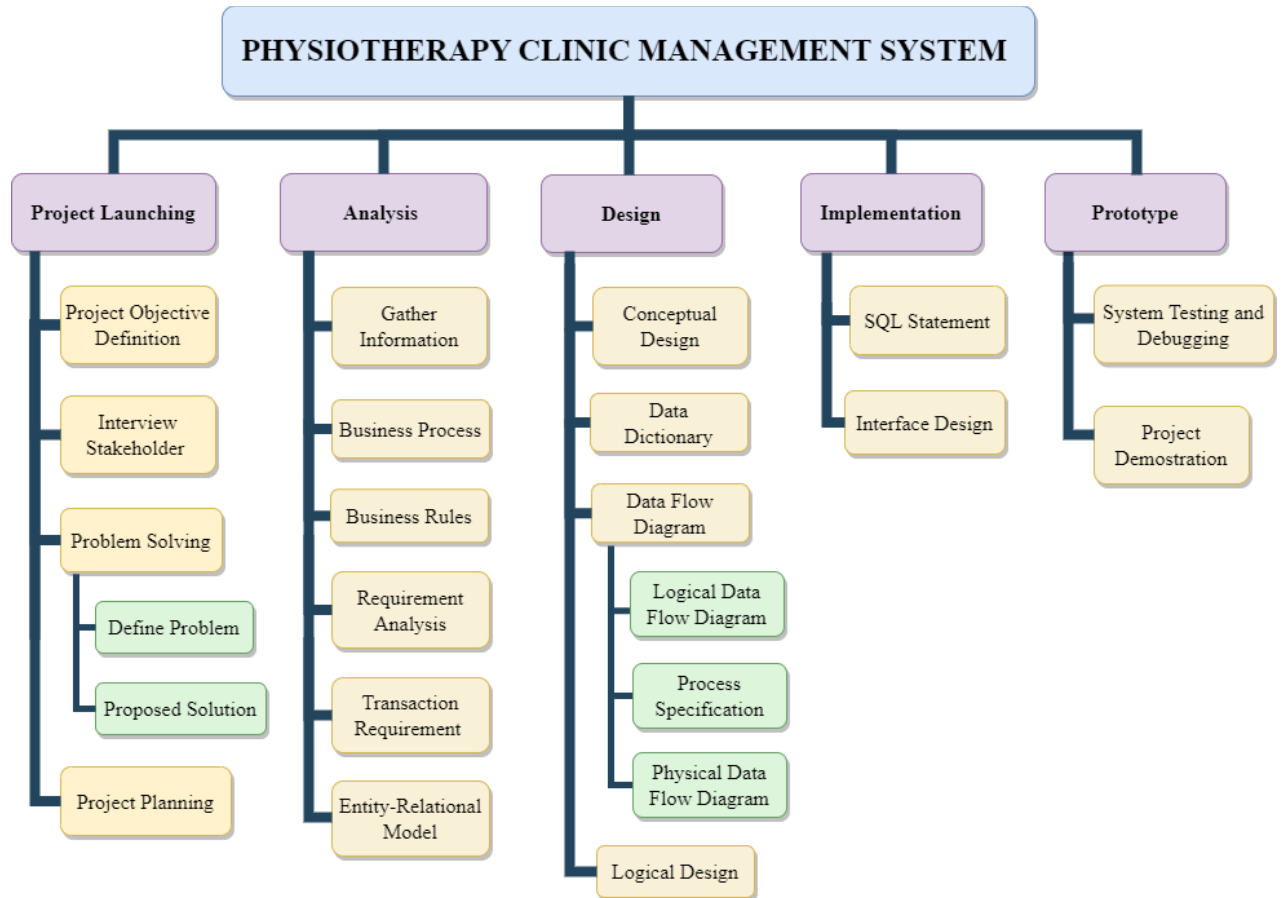 PHYSIOTHERAPY CLINIC MANAGEMENT SYSTEM
Project Launching
Project Objective
Definition
Interview
Stakeholder
Problem Solving
Define Problem
Proposed Solution
Project Planning
Analysis
Gather
Information
Business Process
Business Rules
Requirement
Analysis
Transaction
Requirement
Entity-Relational
Model
Design
Conceptual
Design
Data
Dictionary
Data Flow
Diagram
Logical Data
Flow Diagram
Process
Specification
Physical Data
Flow Diagram
Logical Design
Implementation
SQL Statement
Interface Design
Prototype
System Testing and
Debugging
Project
Demostration